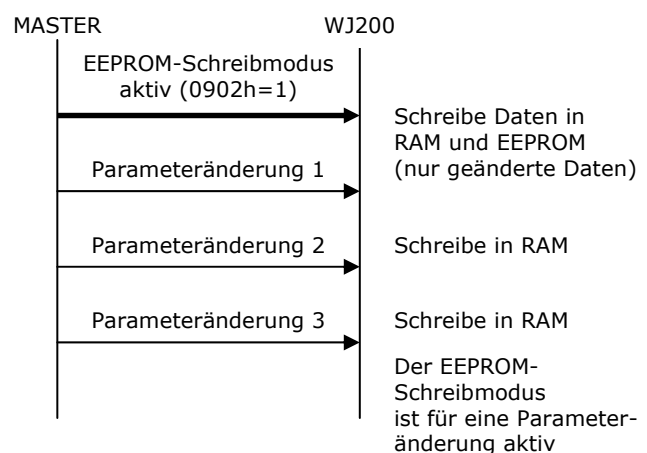 MASTER WJ200
EEPROM-Schreibmodus
aktiv (0902h=1)
Schreibe Daten in
RAM und EEPROM
(nur geänderte Daten)
Parameteränderung 1
Parameteränderung 2 Schreibe in RAM
Parameteränderung 3 Schreibe in RAM
Der EEPROM-
Schreibmodus
ist für eine Parameter-
änderung aktiv